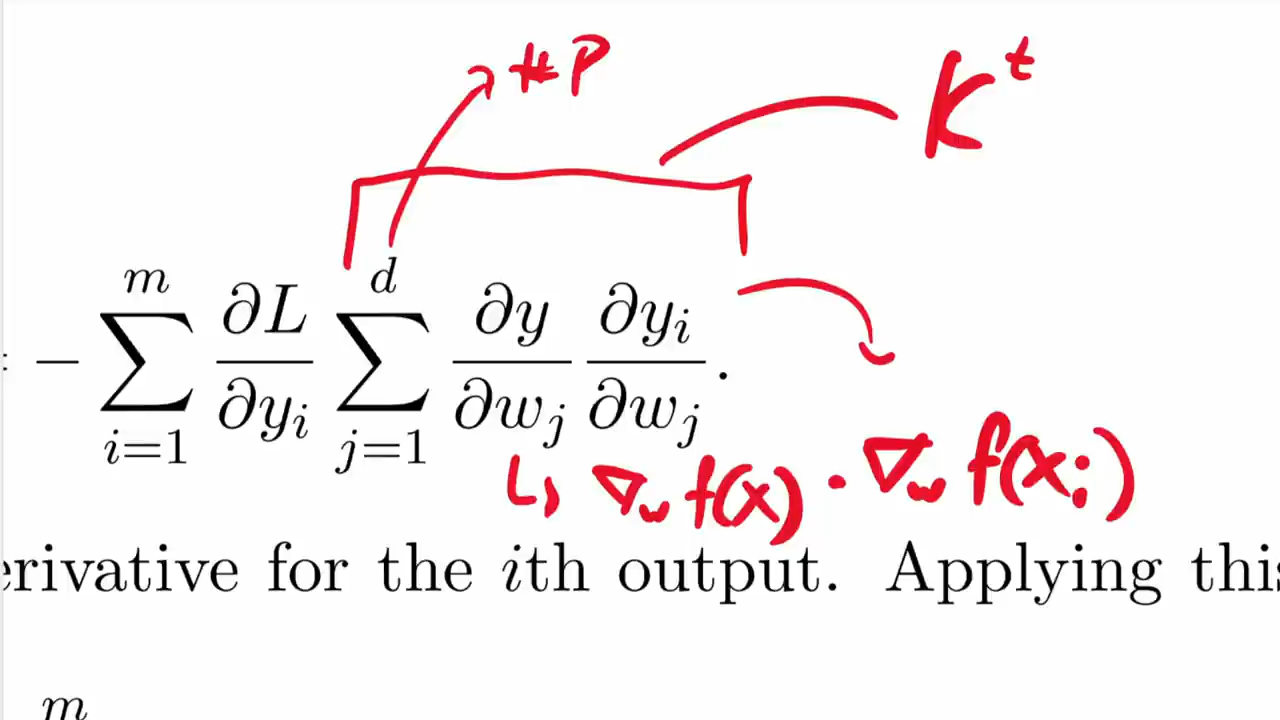 #P
K^t
= - \sum_{i=1}^{m} \frac{\partial L}{\partial y_i} \sum_{j=1}^{d} \frac{\partial y}{\partial w_j} \frac{\partial y_i}{\partial w_j}.
↳ ∇_w f(x) · ∇_w f(x_i)
erivative for the ith output. Applying this
m